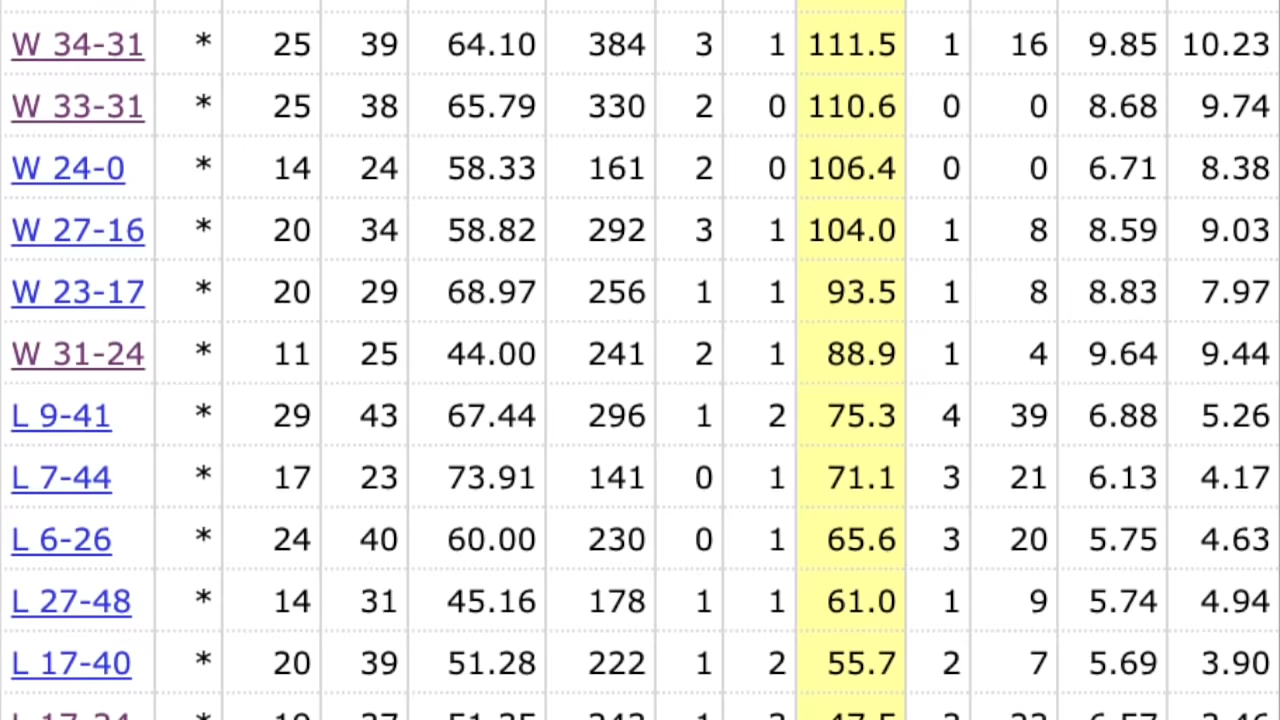 W 34-31 * 25 39 64.10 384 3 1 111.5 1 16 9.85 10.23
W 33-31 * 25 38 65.79 330 2 0 110.6 0 0 8.68 9.74
W 24-0 * 14 24 58.33 161 2 0 106.4 0 0 6.71 8.38
W 27-16 * 20 34 58.82 292 3 1 104.0 1 8 8.59 9.03
W 23-17 * 20 29 68.97 256 1 1 93.5 1 8 8.83 7.97
W 31-24 * 11 25 44.00 241 2 1 88.9 1 4 9.64 9.44
L 9-41 * 29 43 67.44 296 1 2 75.3 4 39 6.88 5.26
L 7-44 * 17 23 73.91 141 0 1 71.1 3 21 6.13 4.17
L 6-26 * 24 40 60.00 230 0 1 65.6 3 20 5.75 4.63
L 27-48 * 14 31 45.16 178 1 1 61.0 1 9 5.74 4.94
L 17-40 * 20 39 51.28 222 1 2 55.7 2 7 5.69 3.90